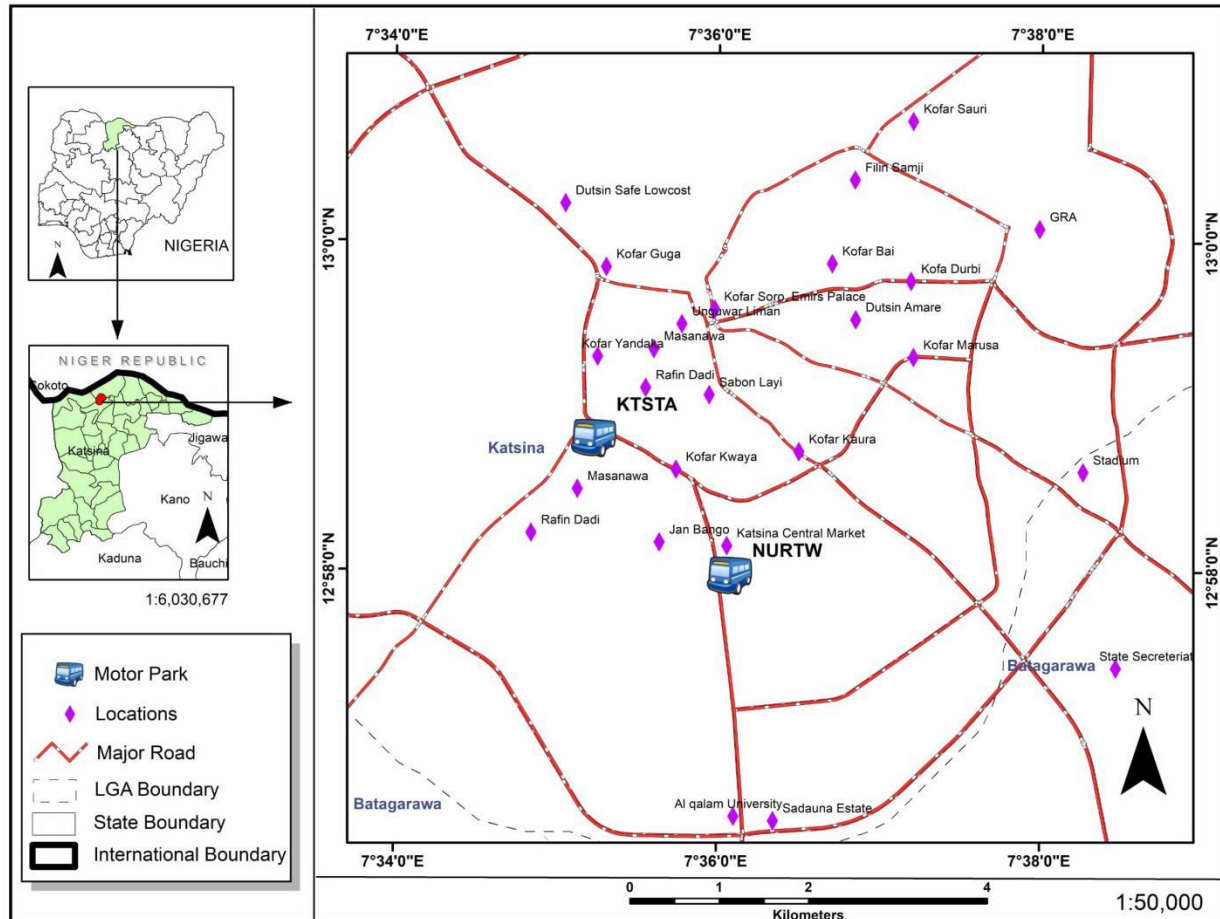 7°34'0"E
7°36'0"E
7°38'0"E
N
NIGERIA
NIGER REPUBLIC
Sokoto
Katsina
Jigawa
Kano
N
Kaduna
Bauchi
1:6,030,677
Motor Park
Locations
Major Road
LGA Boundary
State Boundary
International Boundary
13°0'0"N
12°58'0"N
Kofar Sauri
Filin Samji
Dutsin Safe Lowcost
GRA
Kofar Guga
Kofar Bai
Kofa Durbi
Kofar Soro, Emirs Palace
Unguwar Liman
Dutsin Amare
Kofar Yandaka
Masanawa
Kofar Marusa
Rafin Dadi
Sabon Layi
KTSTA
Katsina
Kofar Kaura
Kofar Kwaya
Stadium
Masanawa
Rafin Dadi
Jan Bango
Katsina Central Market
NURTW
Batagarawa
State Secreteriat
N
Batagarawa
Al qalam University
Sadauna Estate
13°0'0"N
12°58'0"N
7°34'0"E
7°36'0"E
7°38'0"E
0 1 2 4
Kilometers
1:50,000